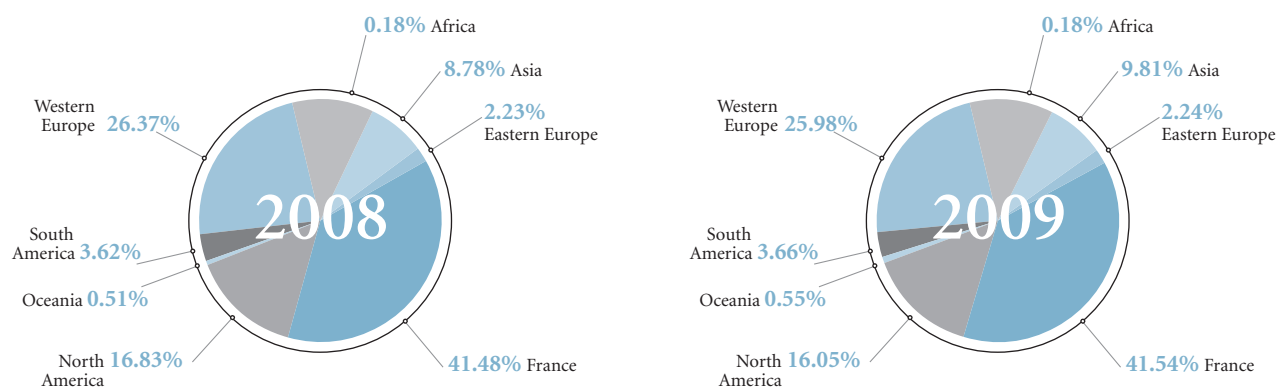 0.18% Africa
8.78% Asia
2.23%
Eastern Europe
Western
Europe 26.37%
2008
South
America 3.62%
Oceania 0.51%
North 16.83%
America
41.48% France
0.18% Africa
9.81% Asia
2.24%
Eastern Europe
Western
Europe 25.98%
2009
South
America 3.66%
Oceania 0.55%
North 16.05%
America
41.54% France